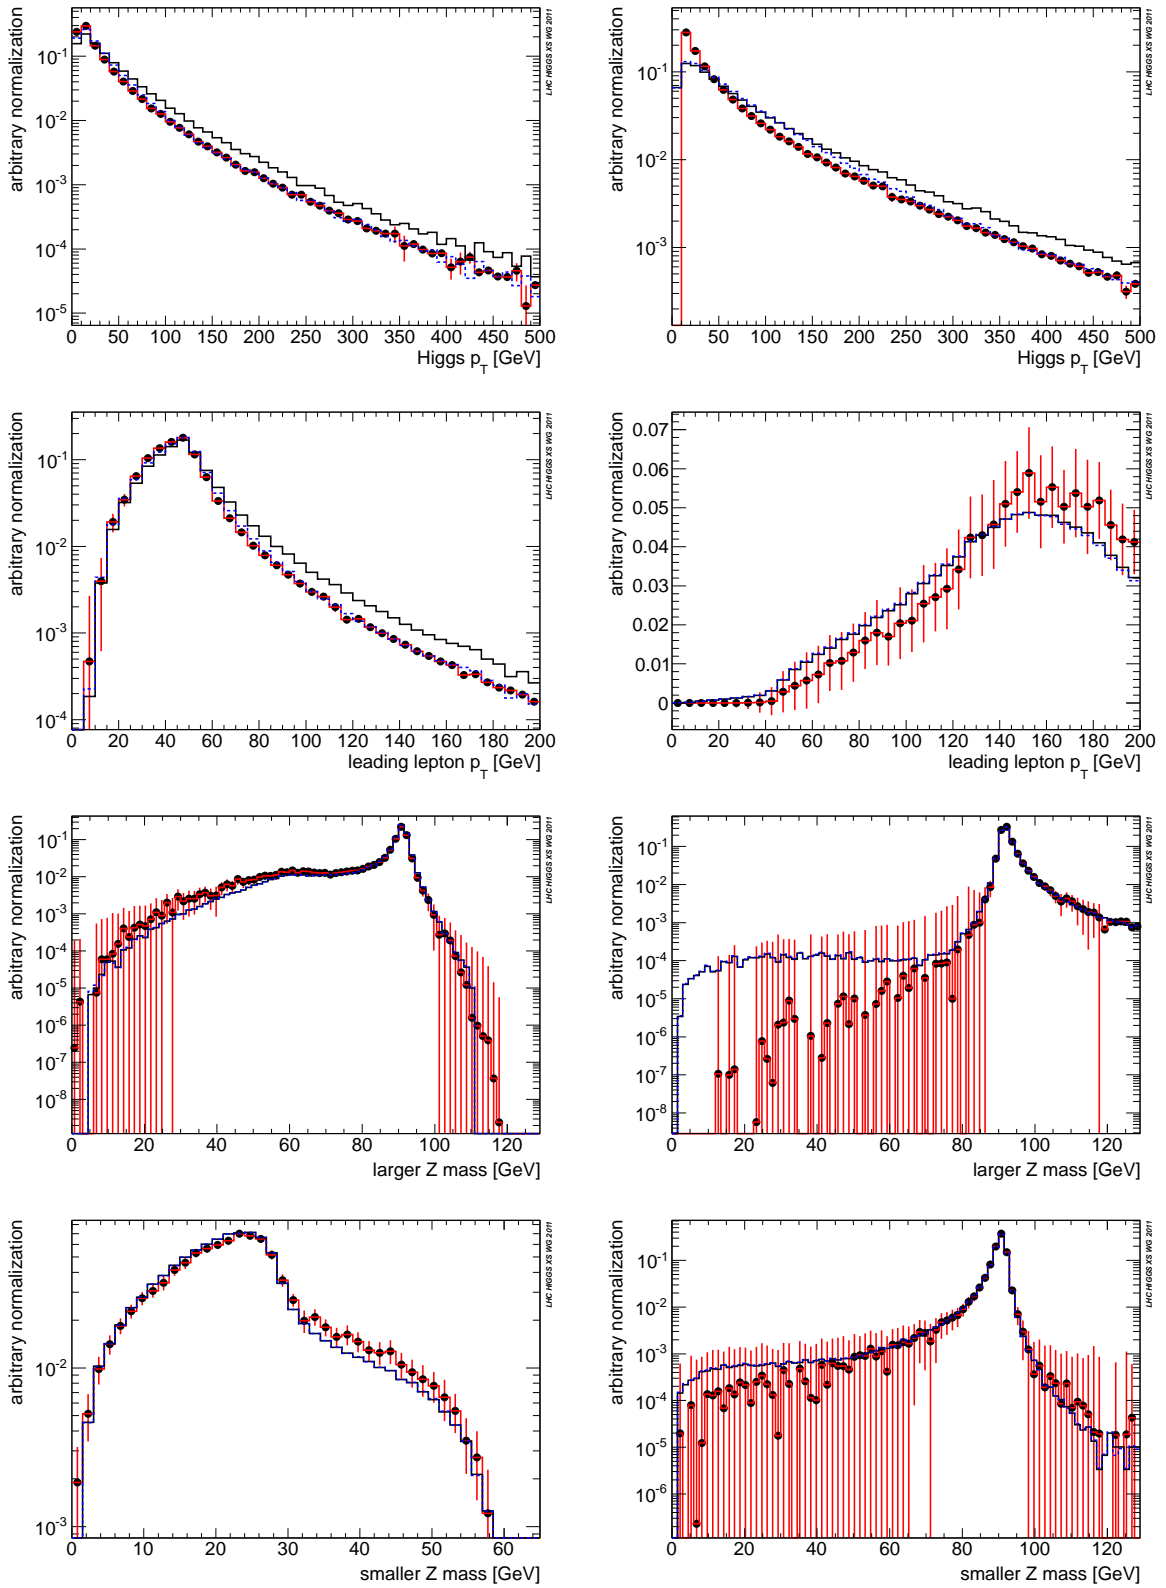 arbitrary normalization
LHC HIGGS XS WG 2011
10^-1
10^-2
10^-3
10^-4
10^-5
0 50 100 150 200 250 300 350 400 450 500
Higgs p_T [GeV]
arbitrary normalization
LHC HIGGS XS WG 2011
1
10^-1
10^-2
10^-3
0 50 100 150 200 250 300 350 400 450 500
Higgs p_T [GeV]
arbitrary normalization
LHC HIGGS XS WG 2011
10^-1
10^-2
10^-3
10^-4
0 20 40 60 80 100 120 140 160 180 200
leading lepton p_T [GeV]
arbitrary normalization
LHC HIGGS XS WG 2011
0.07
0.06
0.05
0.04
0.03
0.02
0.01
0
0 20 40 60 80 100 120 140 160 180 200
leading lepton p_T [GeV]
arbitrary normalization
LHC HIGGS XS WG 2011
10^-1
10^-2
10^-3
10^-4
10^-5
10^-6
10^-7
10^-8
0 20 40 60 80 100 120
larger Z mass [GeV]
arbitrary normalization
LHC HIGGS XS WG 2011
10^-1
10^-2
10^-3
10^-4
10^-5
10^-6
10^-7
10^-8
0 20 40 60 80 100 120
larger Z mass [GeV]
arbitrary normalization
LHC HIGGS XS WG 2011
10^-2
10^-3
0 10 20 30 40 50 60
smaller Z mass [GeV]
arbitrary normalization
LHC HIGGS XS WG 2011
10^-1
10^-2
10^-3
10^-4
10^-5
10^-6
0 20 40 60 80 100 120
smaller Z mass [GeV]